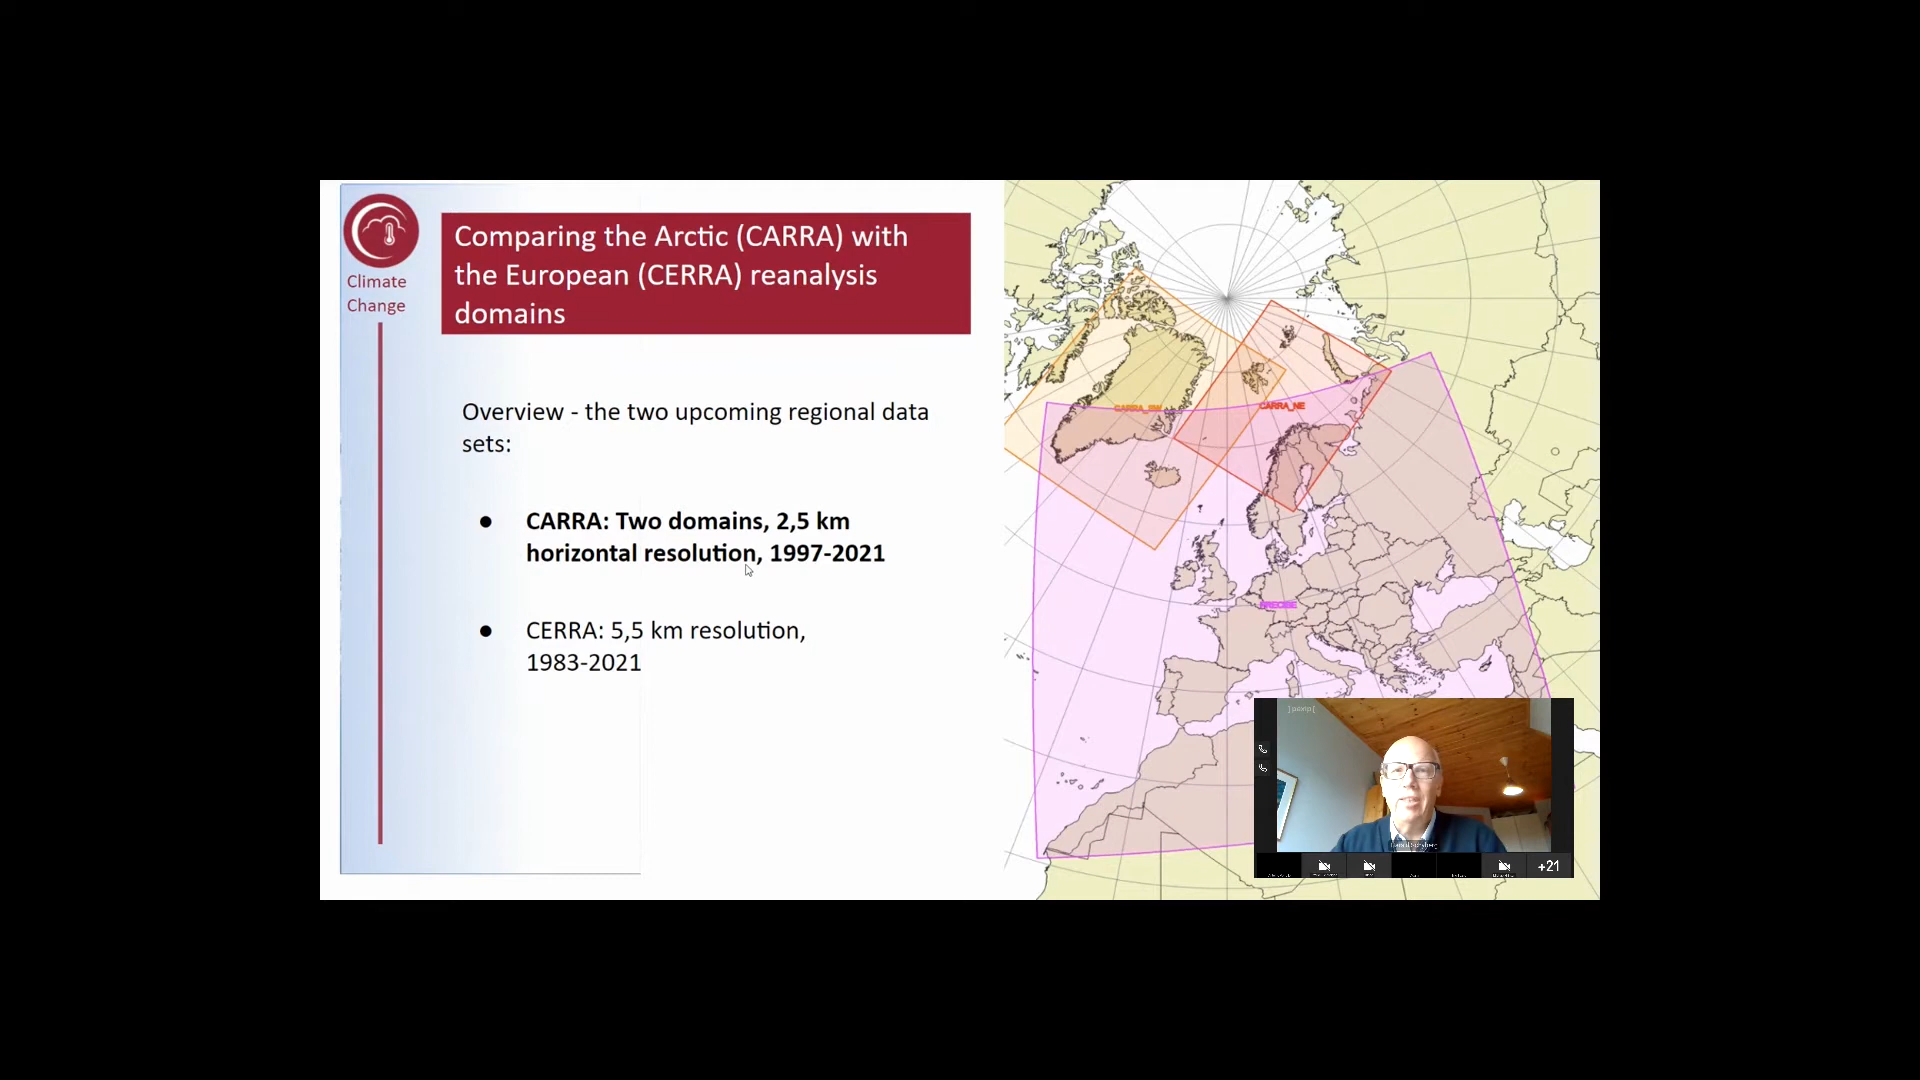 Climate
Change
Comparing the Arctic (CARRA) with
the European (CERRA) reanalysis
domains
Overview - the two upcoming regional data
sets:
● CARRA: Two domains, 2,5 km
horizontal resolution, 1997-2021
● CERRA: 5,5 km resolution,
1983-2021
CARRA_SW
CARRA_NE
]pexip[
+21